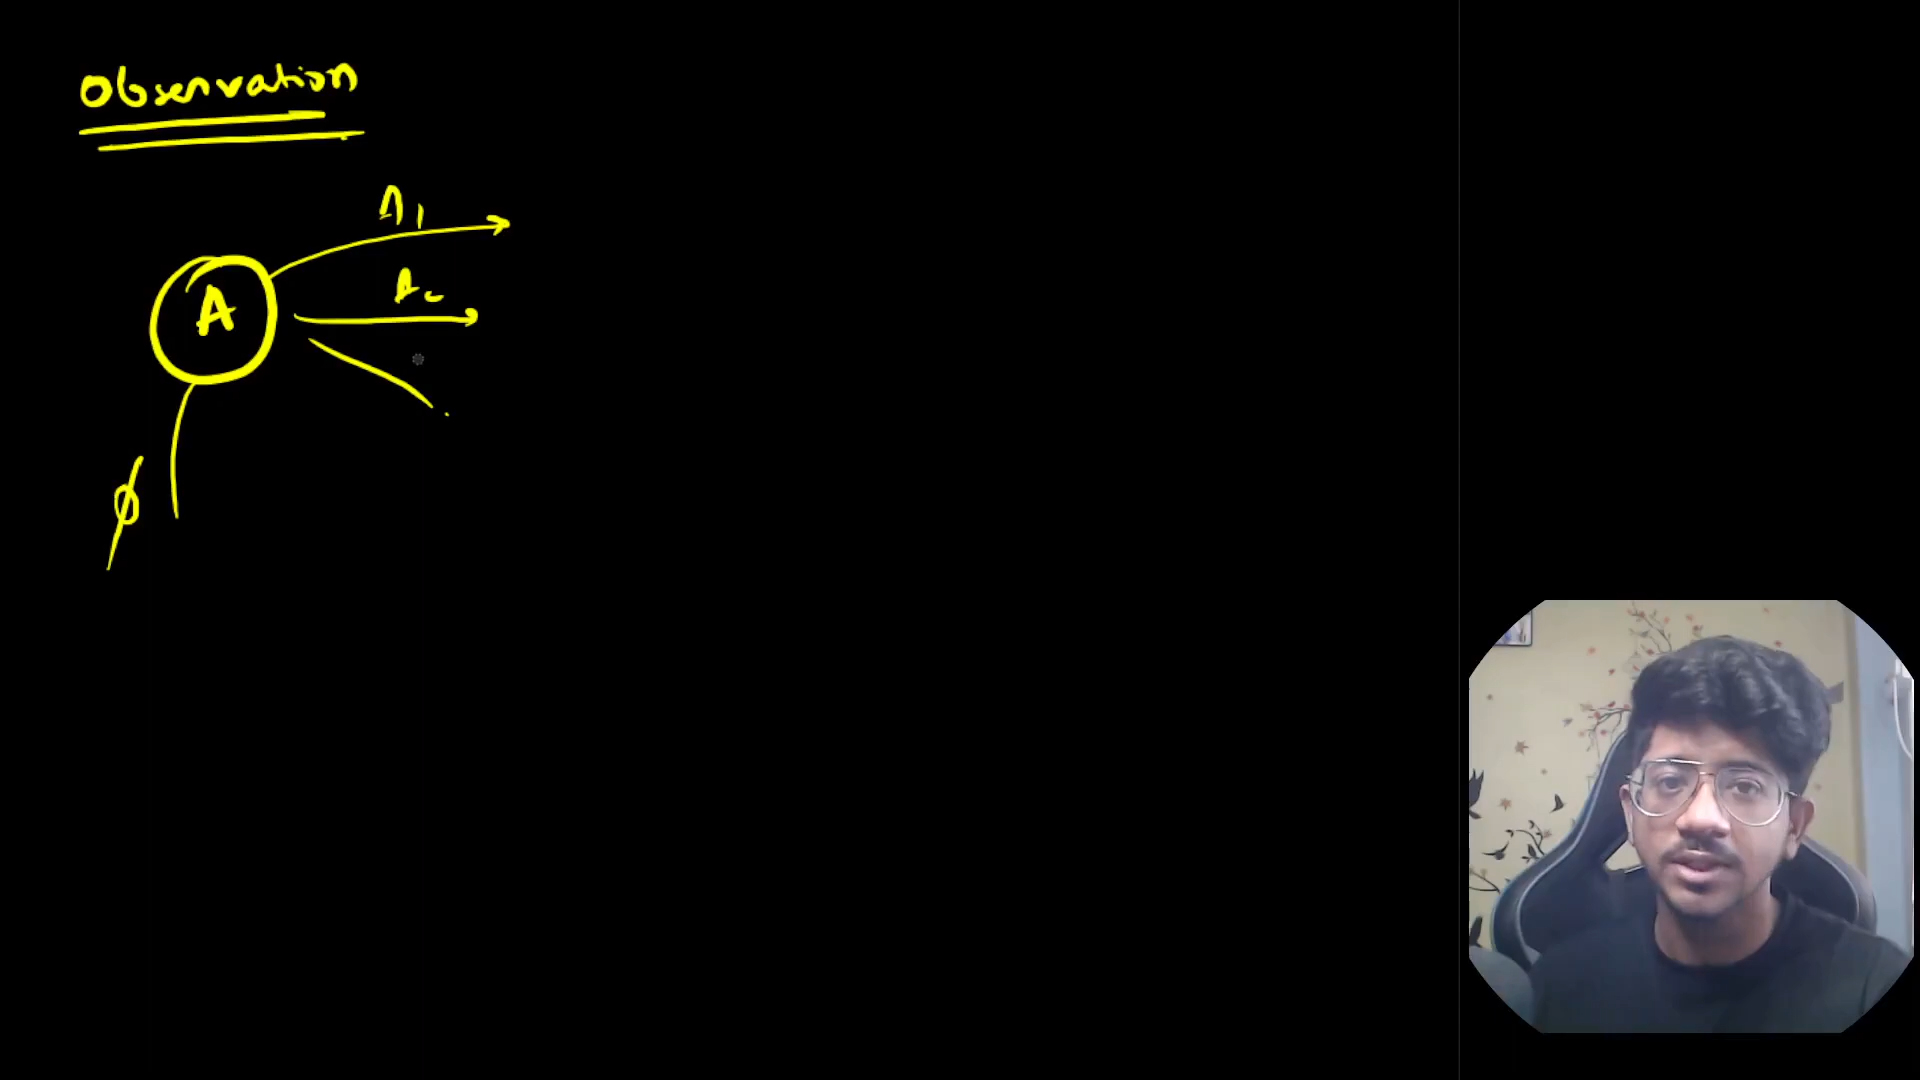 Observation
A1
A2
A
φ